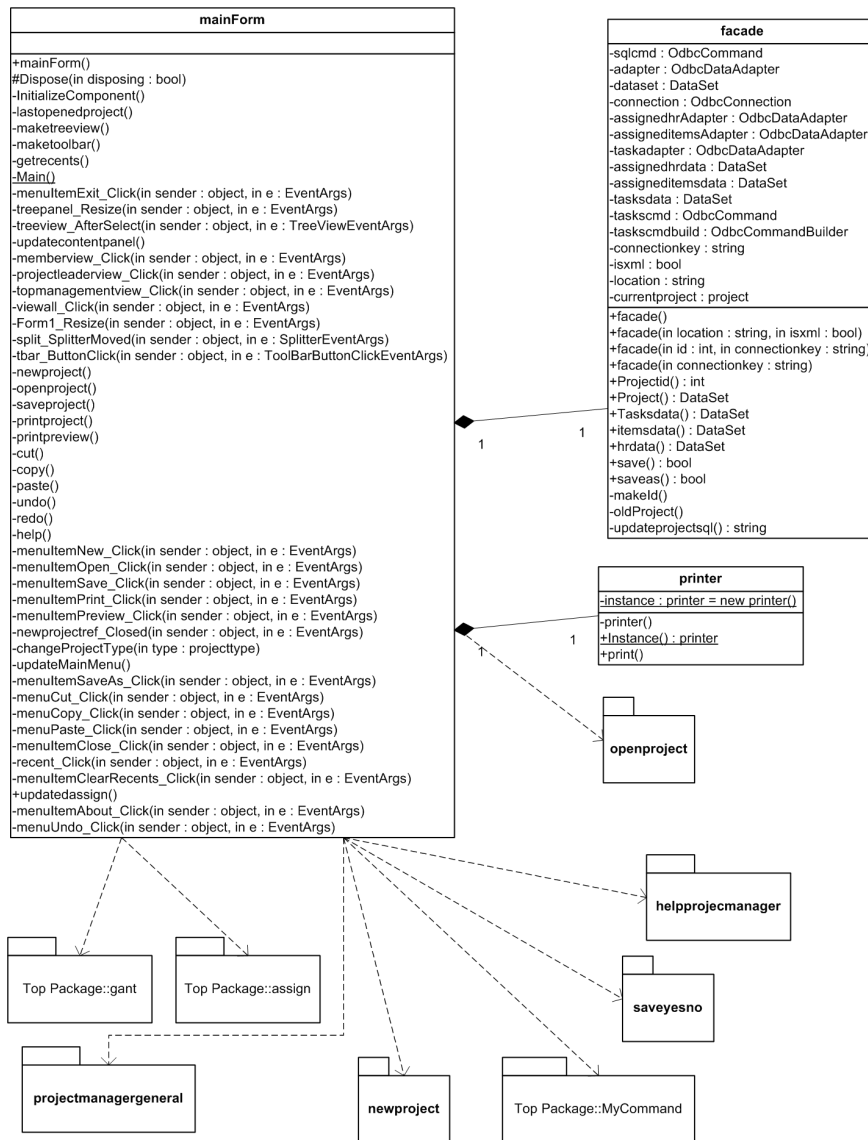 mainForm
+mainForm()
#Dispose(in disposing : bool)
-InitializeComponent()
-lastopenedproject()
-maketreeview()
-maketoolbar()
-getrecents()
-Main()
-menuItemExit_Click(in sender : object, in e : EventArgs)
-treepanel_Resize(in sender : object, in e : EventArgs)
-treeview_AfterSelect(in sender : object, in e : TreeViewEventArgs)
-updatecontentpanel()
-memberview_Click(in sender : object, in e : EventArgs)
-projectleaderview_Click(in sender : object, in e : EventArgs)
-topmanagementview_Click(in sender : object, in e : EventArgs)
-viewall_Click(in sender : object, in e : EventArgs)
-Form1_Resize(in sender : object, in e : EventArgs)
-split_SplitterMoved(in sender : object, in e : SplitterEventArgs)
-tbar_ButtonClick(in sender : object, in e : ToolBarButtonClickEventArgs)
-newproject()
-openproject()
-saveproject()
-printproject()
-printpreview()
-cut()
-copy()
-paste()
-undo()
-redo()
-help()
-menuItemNew_Click(in sender : object, in e : EventArgs)
-menuItemOpen_Click(in sender : object, in e : EventArgs)
-menuItemSave_Click(in sender : object, in e : EventArgs)
-menuItemPrint_Click(in sender : object, in e : EventArgs)
-menuItemPreview_Click(in sender : object, in e : EventArgs)
-newprojectref_Closed(in sender : object, in e : EventArgs)
-changeProjectType(in type : projecttype)
-updateMainMenu()
-menuItemSaveAs_Click(in sender : object, in e : EventArgs)
-menuCut_Click(in sender : object, in e : EventArgs)
-menuCopy_Click(in sender : object, in e : EventArgs)
-menuPaste_Click(in sender : object, in e : EventArgs)
-menuItemClose_Click(in sender : object, in e : EventArgs)
-recent_Click(in sender : object, in e : EventArgs)
-menuItemClearRecents_Click(in sender : object, in e : EventArgs)
+updatedassign()
-menuItemAbout_Click(in sender : object, in e : EventArgs)
-menuUndo_Click(in sender : object, in e : EventArgs)
facade
-sqlcmd : OdbcCommand
-adapter : OdbcDataAdapter
-dataset : DataSet
-connection : OdbcConnection
-assignedhrAdapter : OdbcDataAdapter
-assigneditemsAdapter : OdbcDataAdapter
-taskadapter : OdbcDataAdapter
-assignedhrdata : DataSet
-assigneditemsdata : DataSet
-tasksdata : DataSet
-taskscmd : OdbcCommand
-taskscmdbuild : OdbcCommandBuilder
-connectionkey : string
-isxml : bool
-location : string
-currentproject : project
+facade()
+facade(in location : string, in isxml : bool)
+facade(in id : int, in connectionkey : string)
+facade(in connectionkey : string)
+Projectid() : int
+Project() : DataSet
+Tasksdata() : DataSet
+itemsdata() : DataSet
+hrdata() : DataSet
+save() : bool
+saveas() : bool
-makeId()
-oldProject()
-updateprojectsql() : string
1
1
printer
-instance : printer = new printer()
-printer()
+Instance() : printer
+print()
1
1
openproject
helpprojecmanager
Top Package::gant
Top Package::assign
saveyesno
projectmanagergeneral
newproject
Top Package::MyCommand